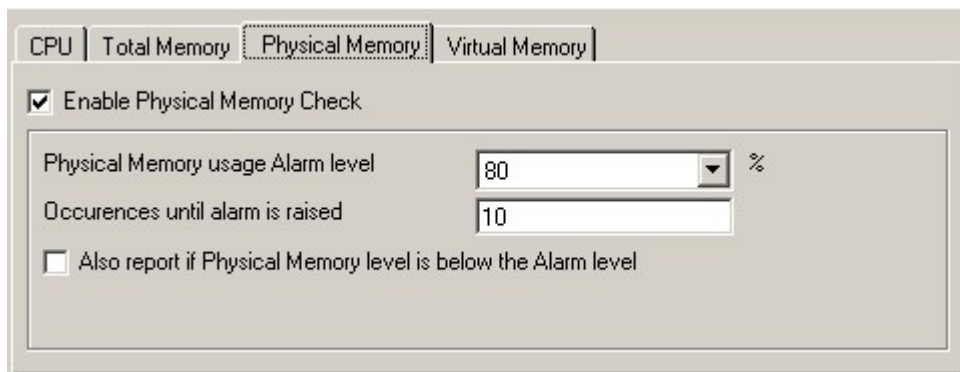 CPU Total Memory Physical Memory Virtual Memory
Enable Physical Memory Check
Physical Memory usage Alarm level 80 %
Occurences until alarm is raised 10
Also report if Physical Memory level is below the Alarm level